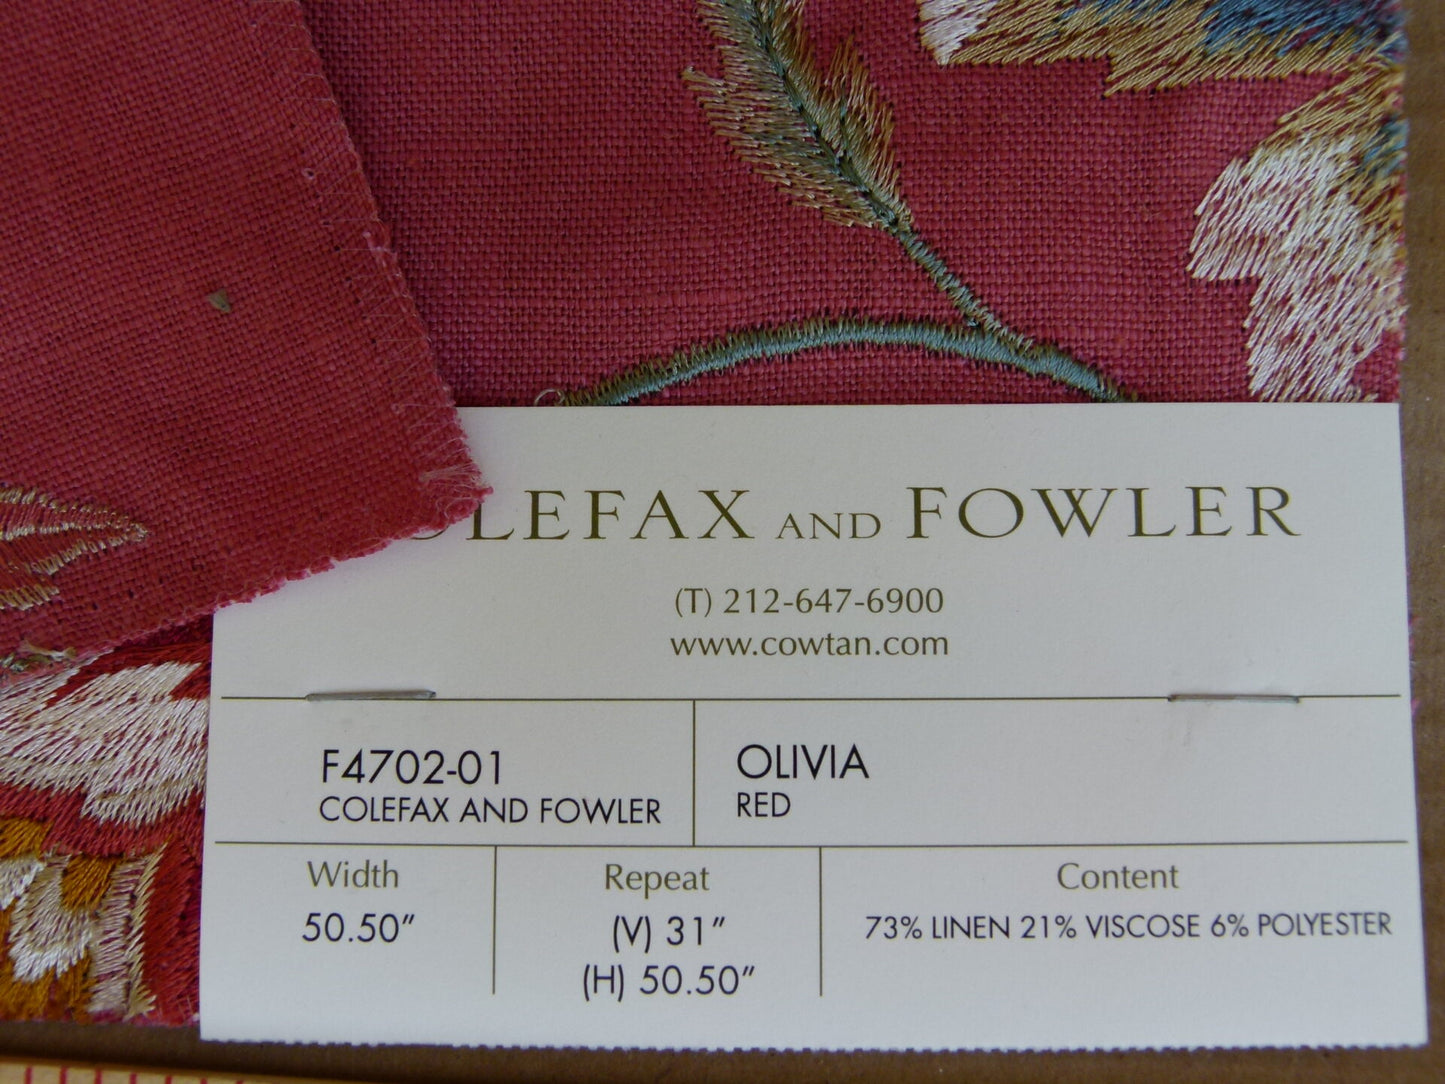 COLEFAX AND FOWLER
(T) 212-647-6900
www.cowtan.com
F4702-01
COLEFAX AND FOWLER
OLIVIA
RED
Width
50.50”
Repeat
(V) 31”
(H) 50.50”
Content
73% LINEN 21% VISCOSE 6% POLYESTER